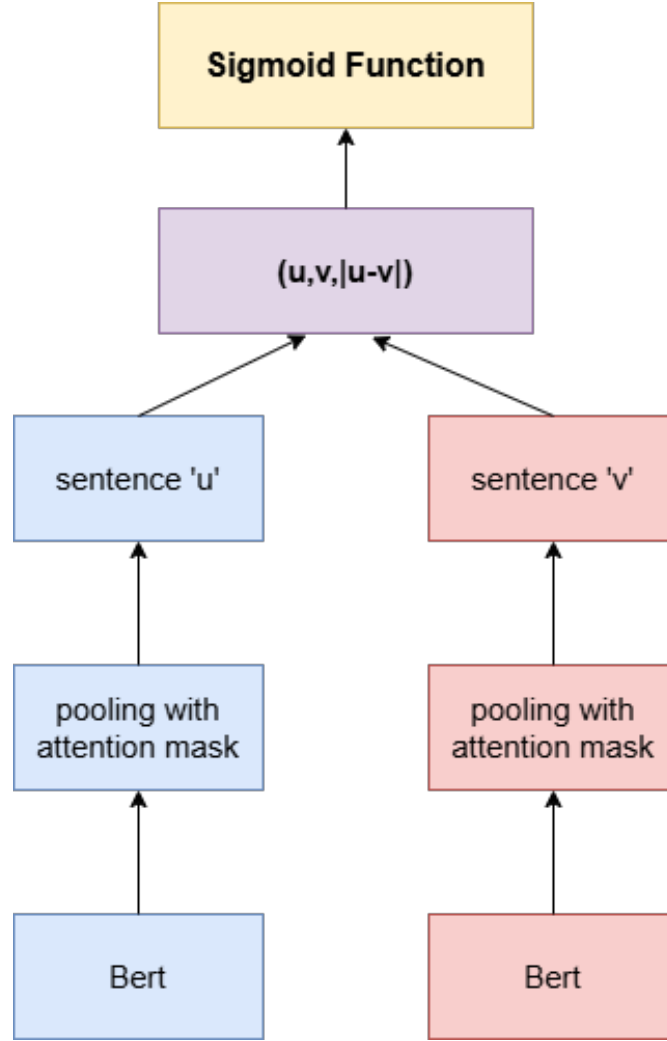 Sigmoid Function
(u,v,|u-v|)
sentence 'u'
sentence 'v'
pooling with
attention mask
pooling with
attention mask
Bert
Bert